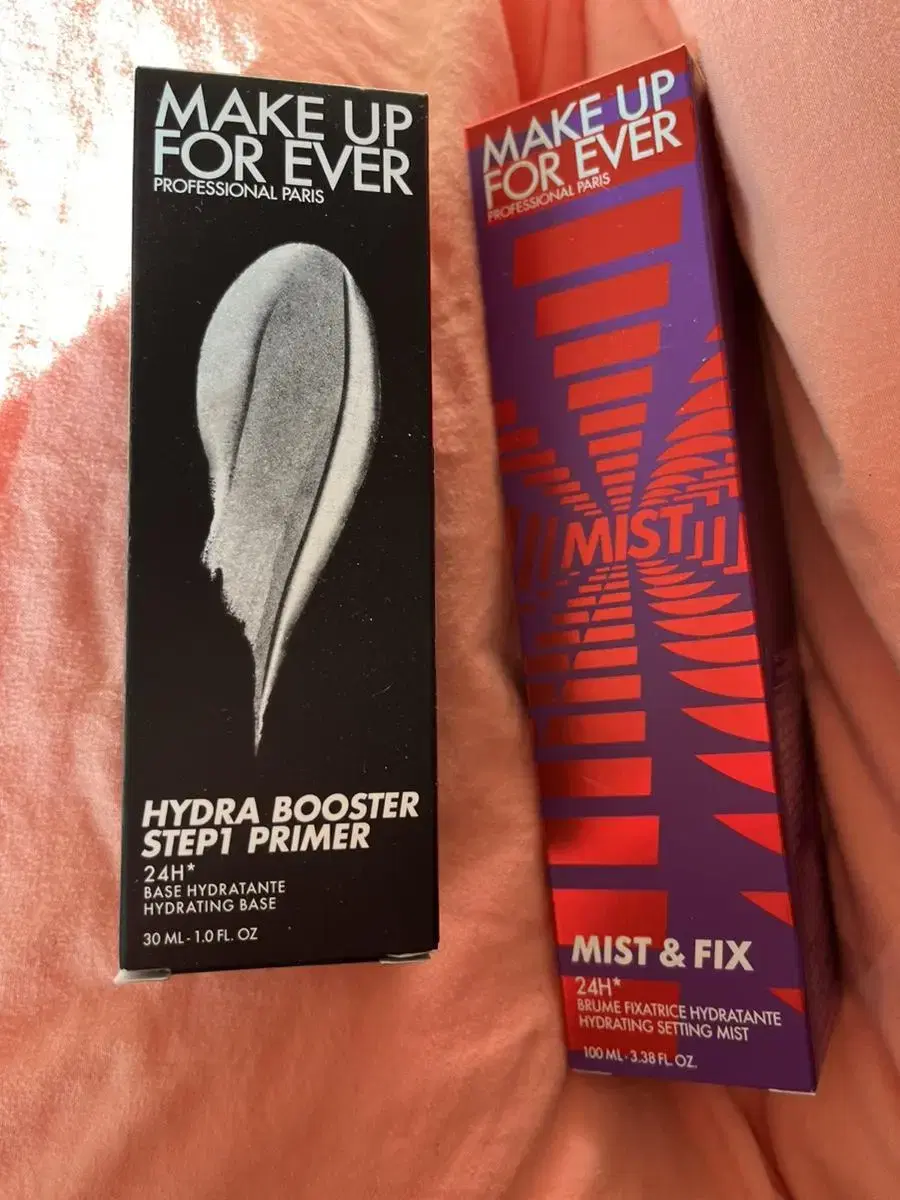 MAKE UP
FOR EVER
PROFESSIONAL PARIS
HYDRA BOOSTER
STEP1 PRIMER
24H*
BASE HYDRATANTE
HYDRATING BASE
30 ML - 1.0 FL. OZ
MAKE UP
FOR EVER
PROFESSIONAL PARIS
MIST
MIST & FIX
24H*
BRUME FIXATRICE HYDRATANTE
HYDRATING SETTING MIST
100 ML - 3.38 FL. OZ.